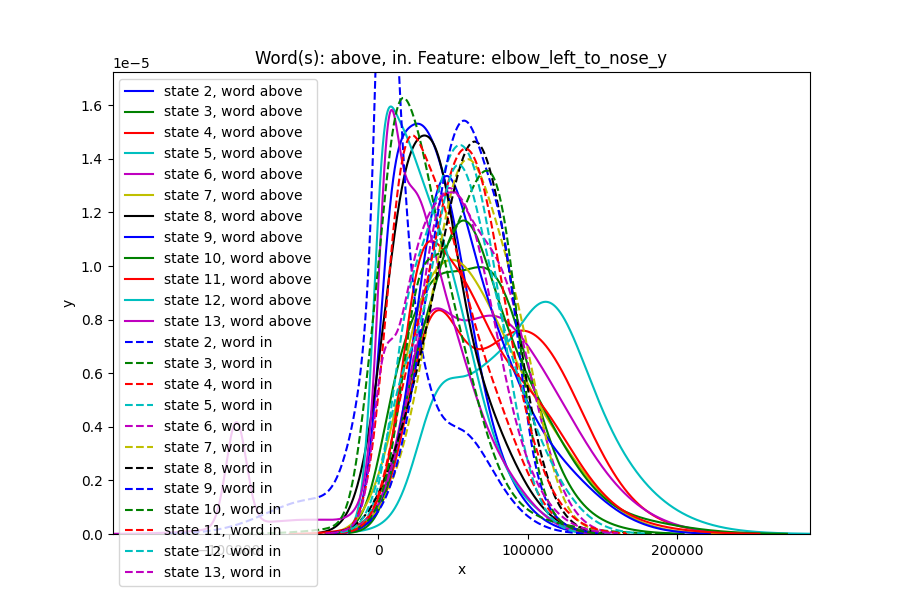 Word(s): above, in. Feature: elbow_left_to_nose_y
1e−5
1.6
1.4
1.2
1.0
0.8
0.6
0.4
0.2
0.0
y
state 2, word above
state 3, word above
state 4, word above
state 5, word above
state 6, word above
state 7, word above
state 8, word above
state 9, word above
state 10, word above
state 11, word above
state 12, word above
state 13, word above
state 2, word in
state 3, word in
state 4, word in
state 5, word in
state 6, word in
state 7, word in
state 8, word in
state 9, word in
state 10, word in
state 11, word in
state 12, word in
state 13, word in
−100000 0 100000 200000
x